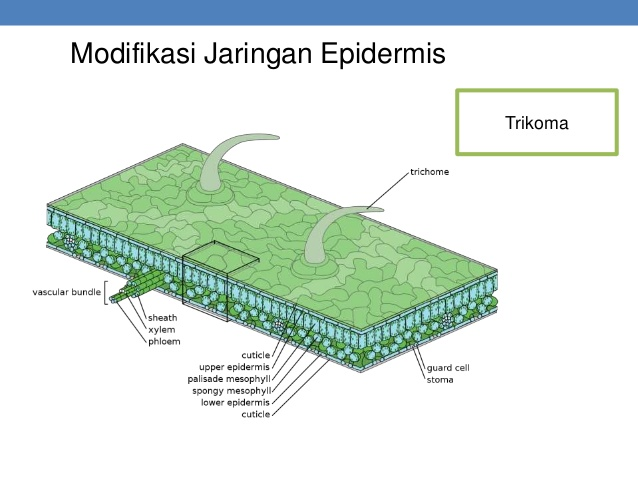 Modifikasi Jaringan Epidermis
Trikoma
trichome
vascular bundle
sheath
xylem
phloem
cuticle
upper epidermis
palisade mesophyll
spongy mesophyll
lower epidermis
cuticle
guard cell
stoma